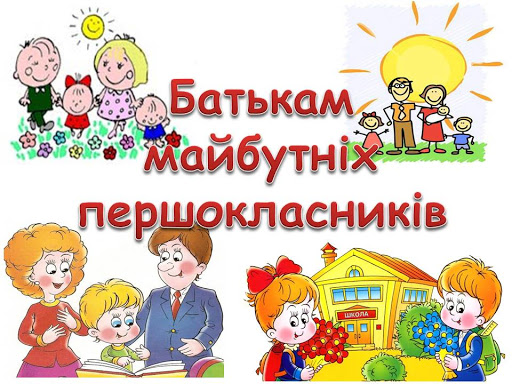 Батькам
майбутніх
першокласників
ШКОЛА